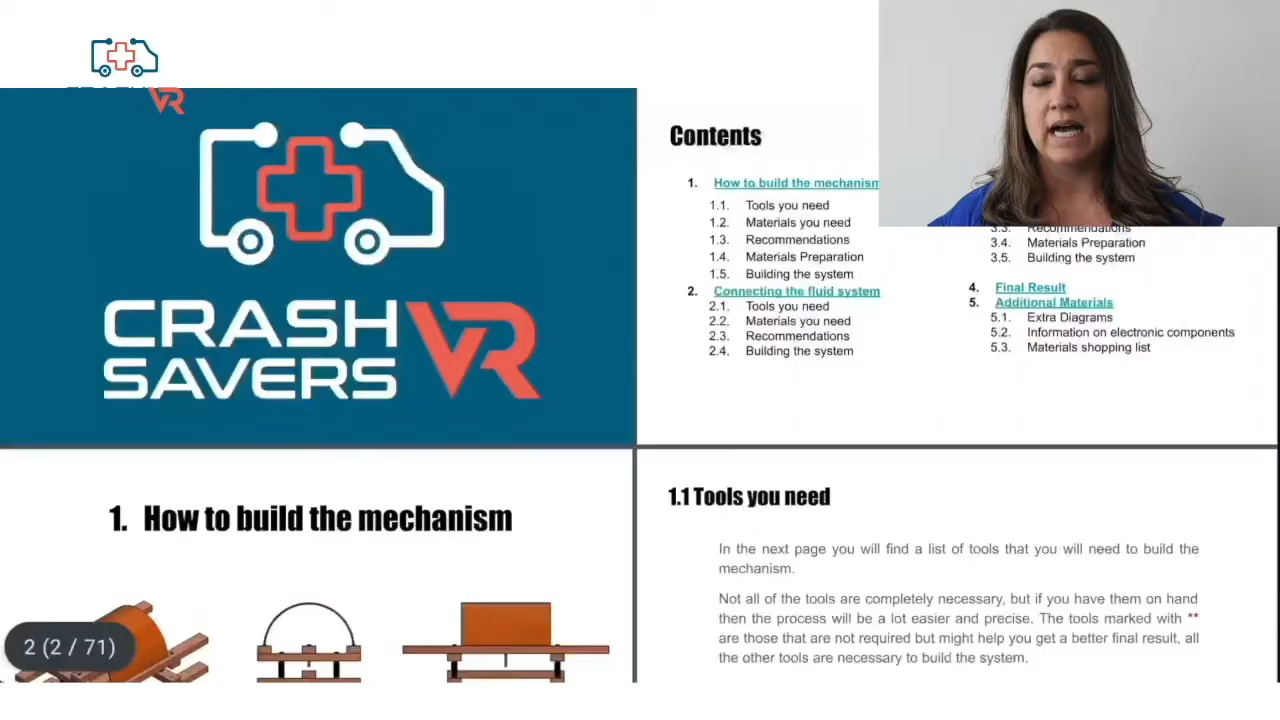 VR
CRASH VR
SAVERS
Contents
1. How to build the mechanism
1.1. Tools you need
1.2. Materials you need
1.3. Recommendations
1.4. Materials Preparation
1.5. Building the system
2. Connecting the fluid system
2.1. Tools you need
2.2. Materials you need
2.3. Recommendations
2.4. Building the system
3.3. Recommendations
3.4. Materials Preparation
3.5. Building the system
4. Final Result
5. Additional Materials
5.1. Extra Diagrams
5.2. Information on electronic components
5.3. Materials shopping list
1. How to build the mechanism
2 (2 / 71)
1.1 Tools you need
In the next page you will find a list of tools that you will need to build the
mechanism.
Not all of the tools are completely necessary, but if you have them on hand
then the process will be a lot easier and precise. The tools marked with **
are those that are not required but might help you get a better final result, all
the other tools are necessary to build the system.